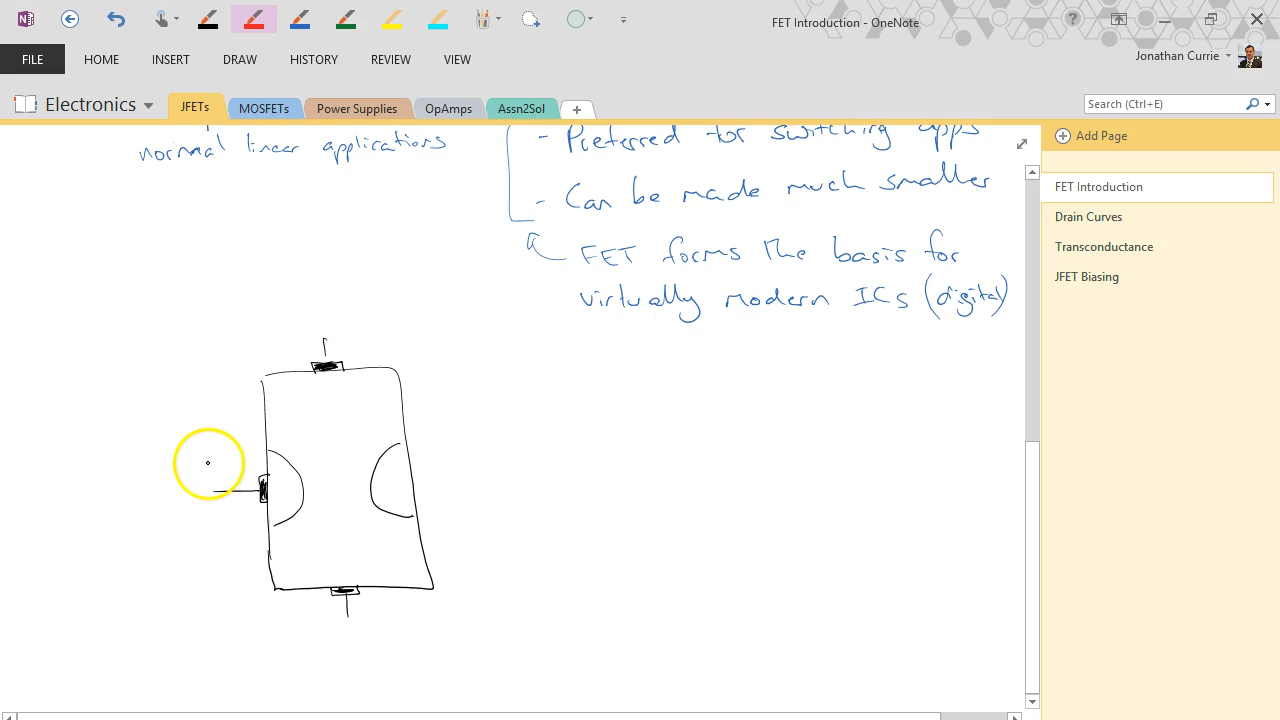 FET Introduction - OneNote
Jonathan Currie
FILE HOME INSERT DRAW HISTORY REVIEW VIEW
Electronics JFETs MOSFETs Power Supplies OpAmps Assn2Sol
Search (Ctrl+E)
Add Page
FET Introduction
Drain Curves
Transconductance
JFET Biasing
normal linear applications
- Preferred for switching apps
- Can be made much smaller
FET forms the basis for
virtually modern ICs (digital)